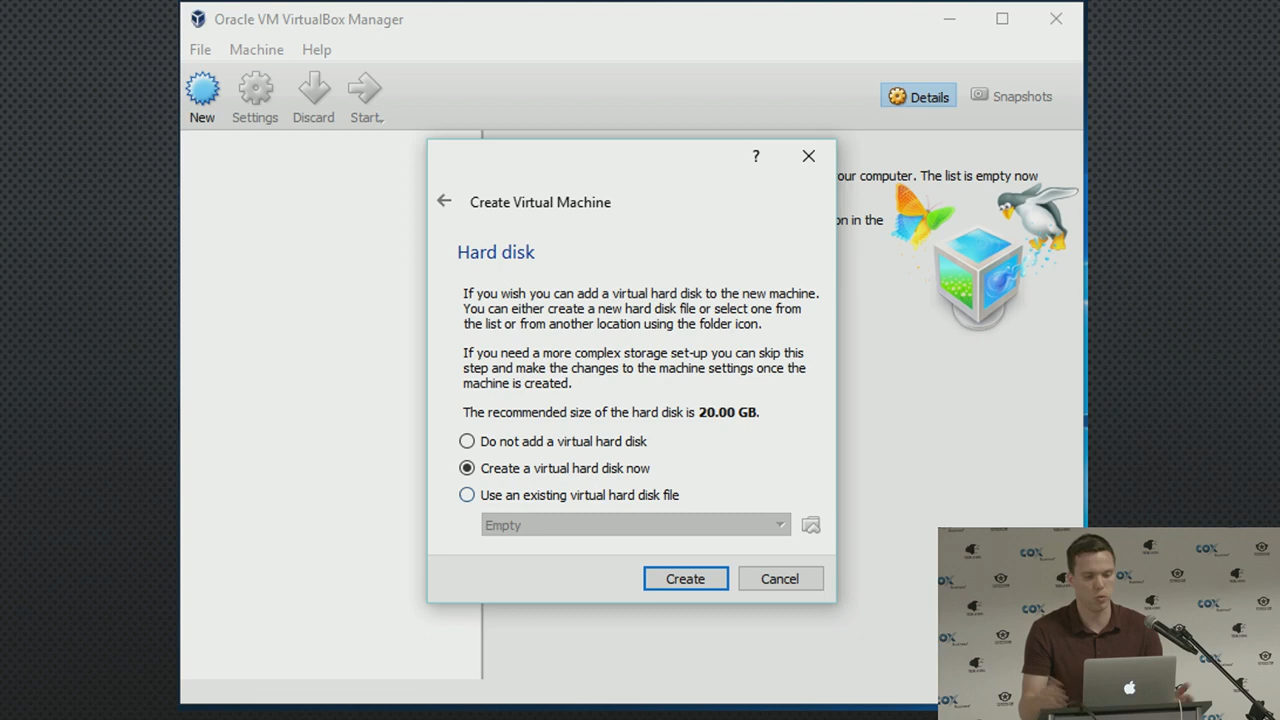 Oracle VM VirtualBox Manager
File Machine Help
New Settings Discard Start
Details Snapshots
our computer. The list is empty now
on in the
?
Create Virtual Machine
Hard disk
If you wish you can add a virtual hard disk to the new machine.
You can either create a new hard disk file or select one from
the list or from another location using the folder icon.
If you need a more complex storage set-up you can skip this
step and make the changes to the machine settings once the
machine is created.
The recommended size of the hard disk is 20.00 GB.
Do not add a virtual hard disk
Create a virtual hard disk now
Use an existing virtual hard disk file
Empty
Create Cancel
COX
COX
COX
COX